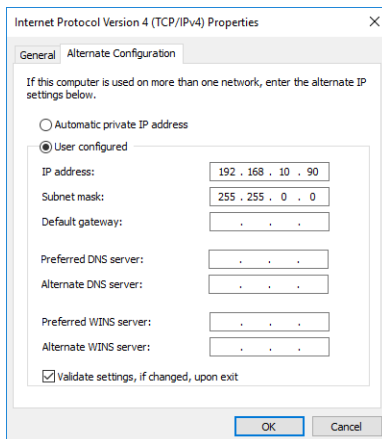 Internet Protocol Version 4 (TCP/IPv4) Properties
General Alternate Configuration
If this computer is used on more than one network, enter the alternate IP
settings below.
Automatic private IP address
User configured
IP address: 192 . 168 . 10 . 90
Subnet mask: 255 . 255 . 0 . 0
Default gateway: . . .
Preferred DNS server: . . .
Alternate DNS server: . . .
Preferred WINS server: . . .
Alternate WINS server: . . .
Validate settings, if changed, upon exit
OK Cancel